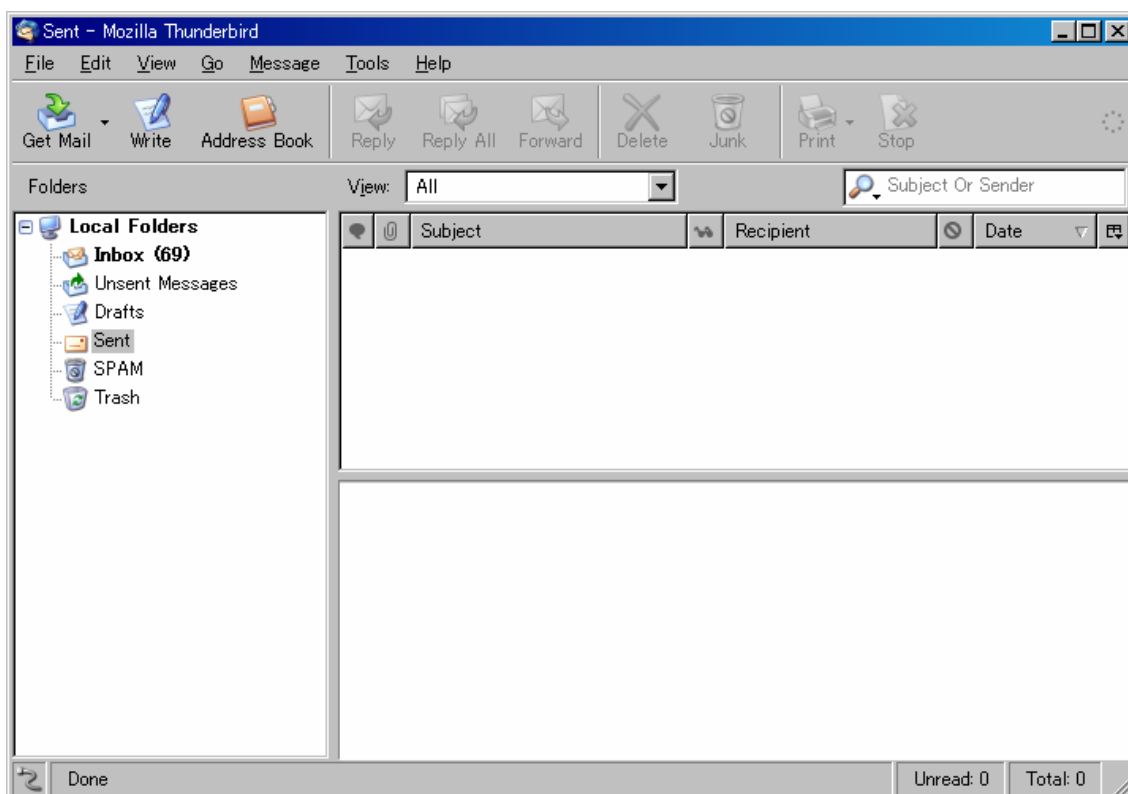 Sent - Mozilla Thunderbird
File Edit View Go Message Tools Help
Get Mail Write Address Book Reply Reply All Forward Delete Junk Print Stop
Folders View: All Subject Or Sender
Local Folders Subject Recipient Date
Inbox (69)
Unsent Messages
Drafts
Sent
SPAM
Trash
Done Unread: 0 Total: 0